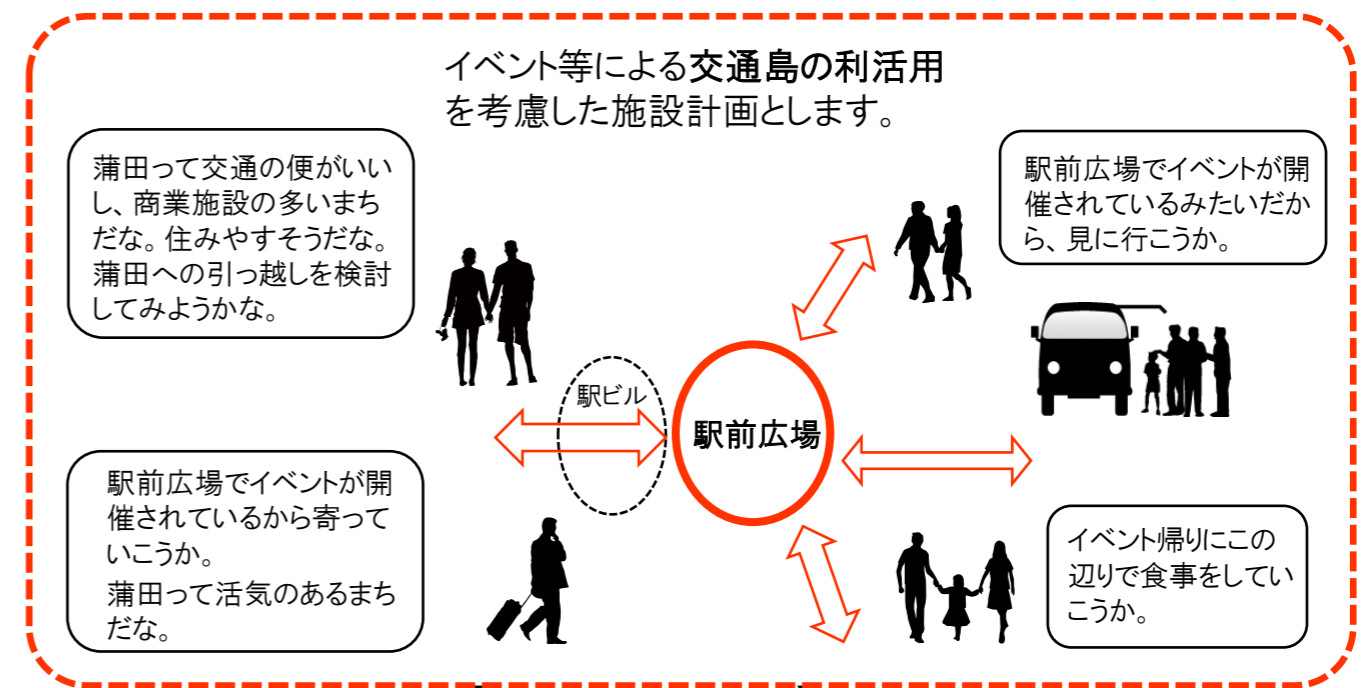 イベント等による交通島の利活用
を考慮した施設計画とします。
蒲田って交通の便がいい
し、商業施設の多いまち
だな。住みやすそうだな。
蒲田への引っ越しを検討
してみようかな。
駅前広場でイベントが開
催されているみたいだか
ら、見に行こうか。
駅ビル
駅前広場
駅前広場でイベントが開
催されているから寄って
いこうか。
蒲田って活気のあるまち
だな。
イベント帰りにこの
辺りで食事をしてい
こうか。